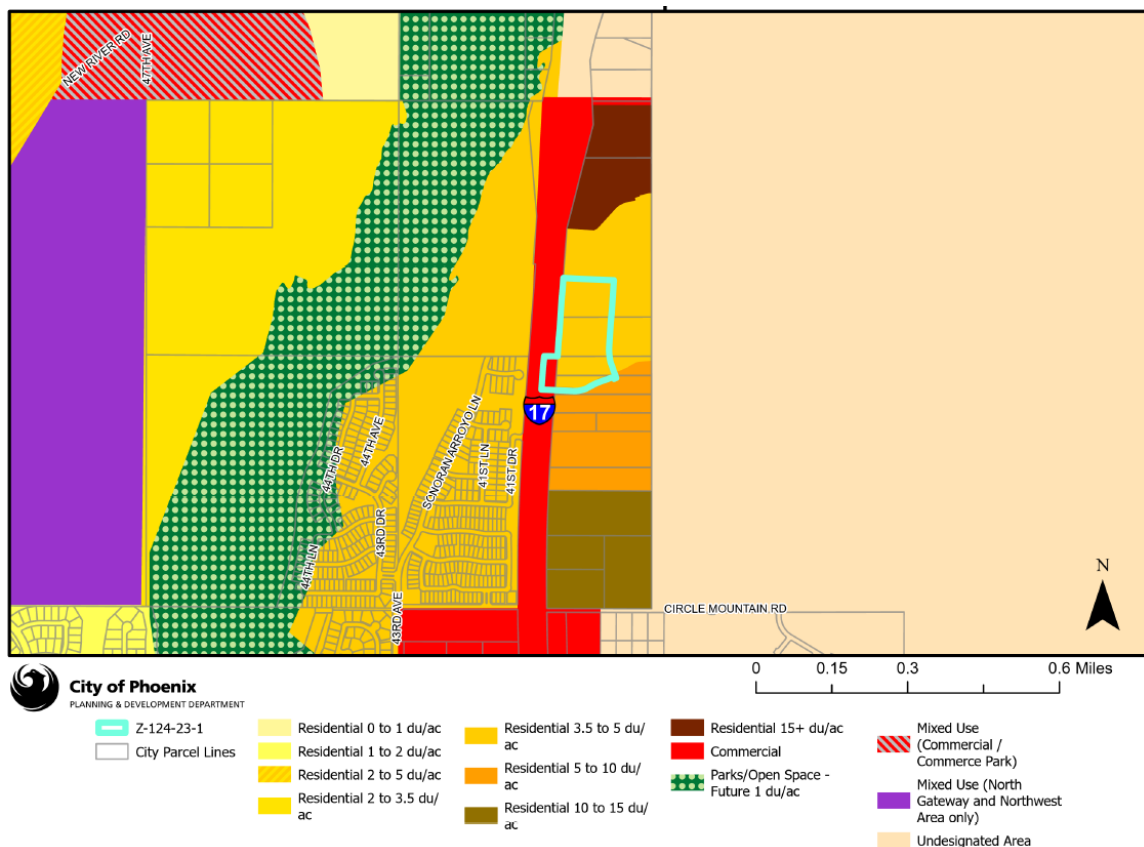 NEW RIVER RD
47TH AVE
17
SONORAN ARROYO LN
44TH AVE
44TH DR
41ST LN
41ST DR
43RD DR
44TH LN
43RD AVE
CIRCLE MOUNTAIN RD
N
City of Phoenix
PLANNING & DEVELOPMENT DEPARTMENT
0 0.15 0.3 0.6 Miles
Z-124-23-1
City Parcel Lines
Residential 0 to 1 du/ac
Residential 1 to 2 du/ac
Residential 2 to 5 du/ac
Residential 2 to 3.5 du/
ac
Residential 3.5 to 5 du/
ac
Residential 5 to 10 du/
ac
Residential 10 to 15 du/
ac
Residential 15+ du/ac
Commercial
Parks/Open Space -
Future 1 du/ac
Mixed Use
(Commercial /
Commerce Park)
Mixed Use (North
Gateway and Northwest
Area only)
Undesignated Area